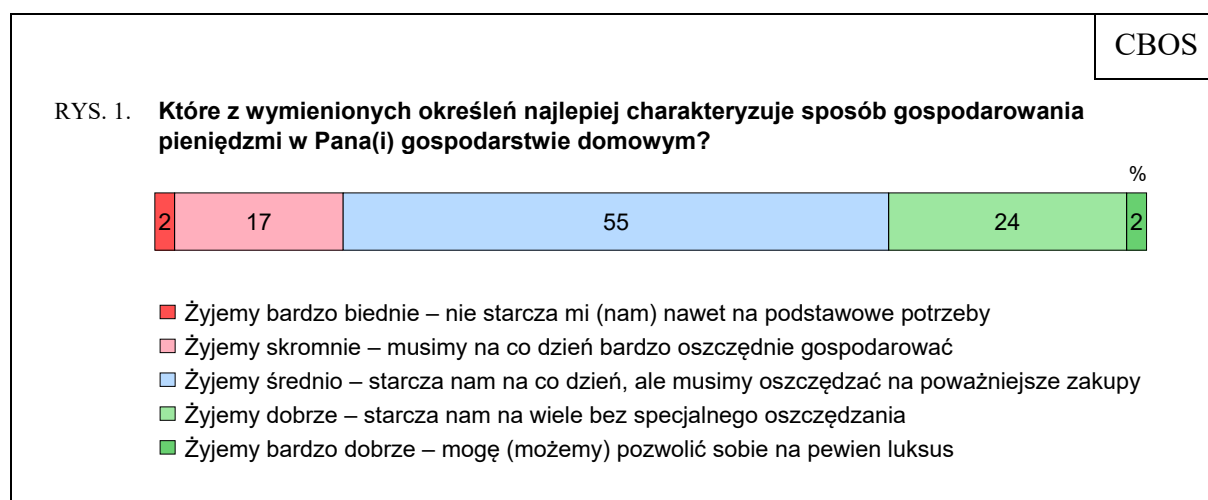 CBOS
RYS. 1. Które z wymienionych określeń najlepiej charakteryzuje sposób gospodarowania
pieniędzmi w Pana(i) gospodarstwie domowym?
%
2 17 55 24 2
Żyjemy bardzo biednie – nie starcza mi (nam) nawet na podstawowe potrzeby
Żyjemy skromnie – musimy na co dzień bardzo oszczędnie gospodarować
Żyjemy średnio – starcza nam na co dzień, ale musimy oszczędzać na poważniejsze zakupy
Żyjemy dobrze – starcza nam na wiele bez specjalnego oszczędzania
Żyjemy bardzo dobrze – mogę (możemy) pozwolić sobie na pewien luksus